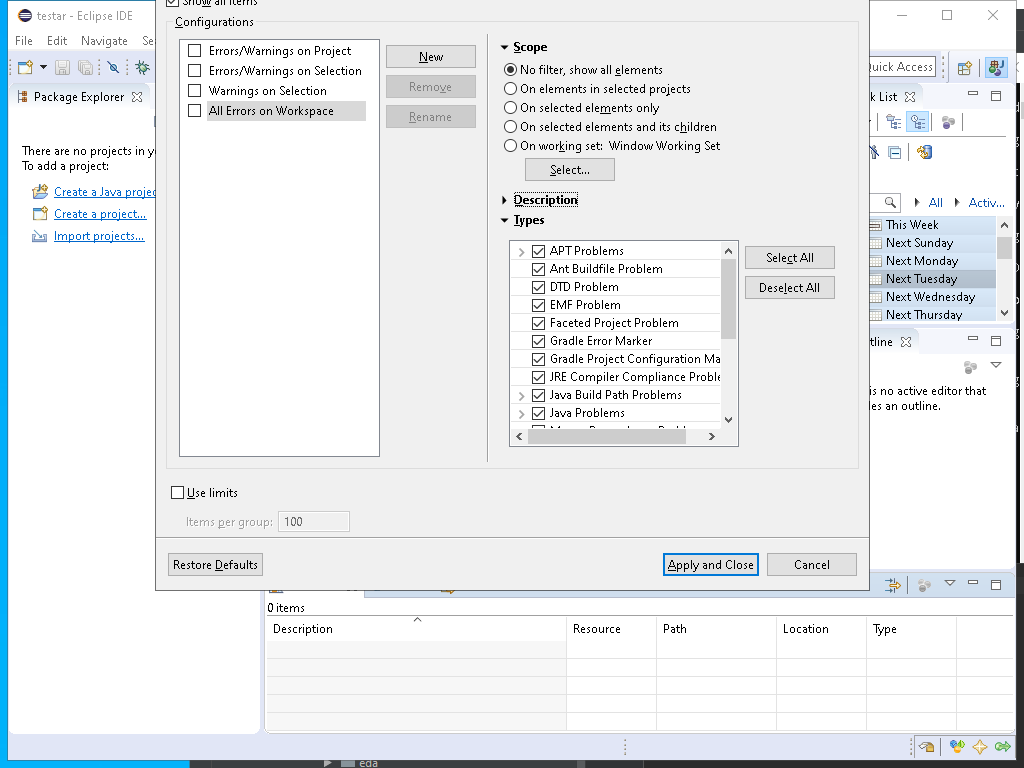 testar - Eclipse IDE
Show all items
File Edit Navigate
Configurations
Errors/Warnings on Project
Errors/Warnings on Selection
Warnings on Selection
All Errors on Workspace
New
Remove
Rename
Scope
No filter, show all elements
On elements in selected projects
On selected elements only
On selected elements and its children
On working set: Window Working Set
Select...
Description
Types
APT Problems
Ant Buildfile Problem
DTD Problem
EMF Problem
Faceted Project Problem
Gradle Error Marker
Gradle Project Configuration Ma
JRE Compiler Compliance Proble
Java Build Path Problems
Java Problems
Select All
Deselect All
Use limits
Items per group: 100
Restore Defaults
Apply and Close
Cancel
Package Explorer
There are no projects in y
To add a project:
Create a Java projec
Create a project...
Import projects...
Quick Access
k List
All Activ...
This Week
Next Sunday
Next Monday
Next Tuesday
Next Wednesday
Next Thursday
tline
is no active editor that
des an outline.
0 items
Description Resource Path Location Type
eda